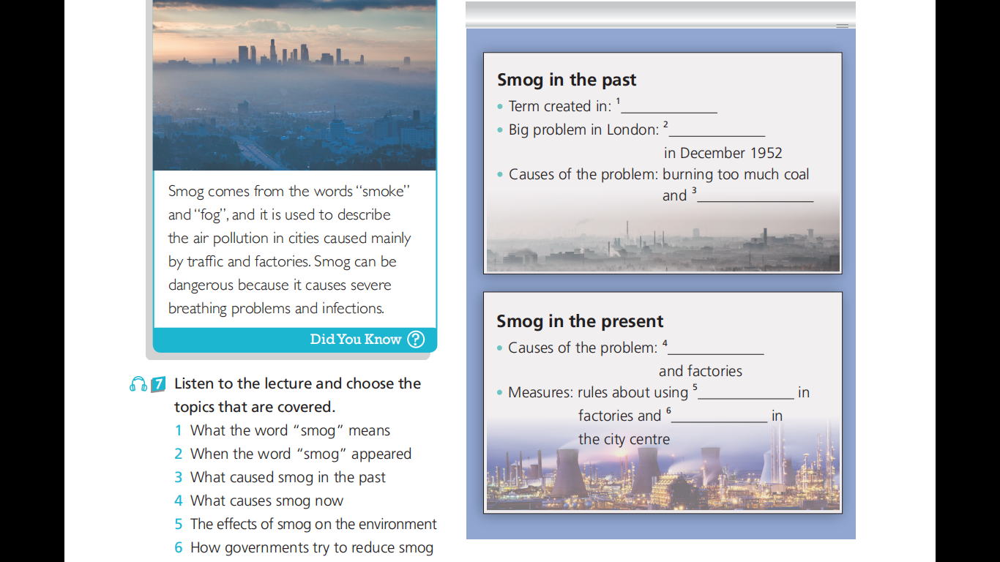 Smog comes from the words “smoke”
and “fog”, and it is used to describe
the air pollution in cities caused mainly
by traffic and factories. Smog can be
dangerous because it causes severe
breathing problems and infections.
Did You Know ?
7 Listen to the lecture and choose the
topics that are covered.
1 What the word “smog” means
2 When the word “smog” appeared
3 What caused smog in the past
4 What causes smog now
5 The effects of smog on the environment
6 How governments try to reduce smog
Smog in the past
• Term created in: 1____________
• Big problem in London: 2____________
in December 1952
• Causes of the problem: burning too much coal
and 3______________
Smog in the present
• Causes of the problem: 4____________
and factories
• Measures: rules about using 5____________ in
factories and 6____________ in
the city centre